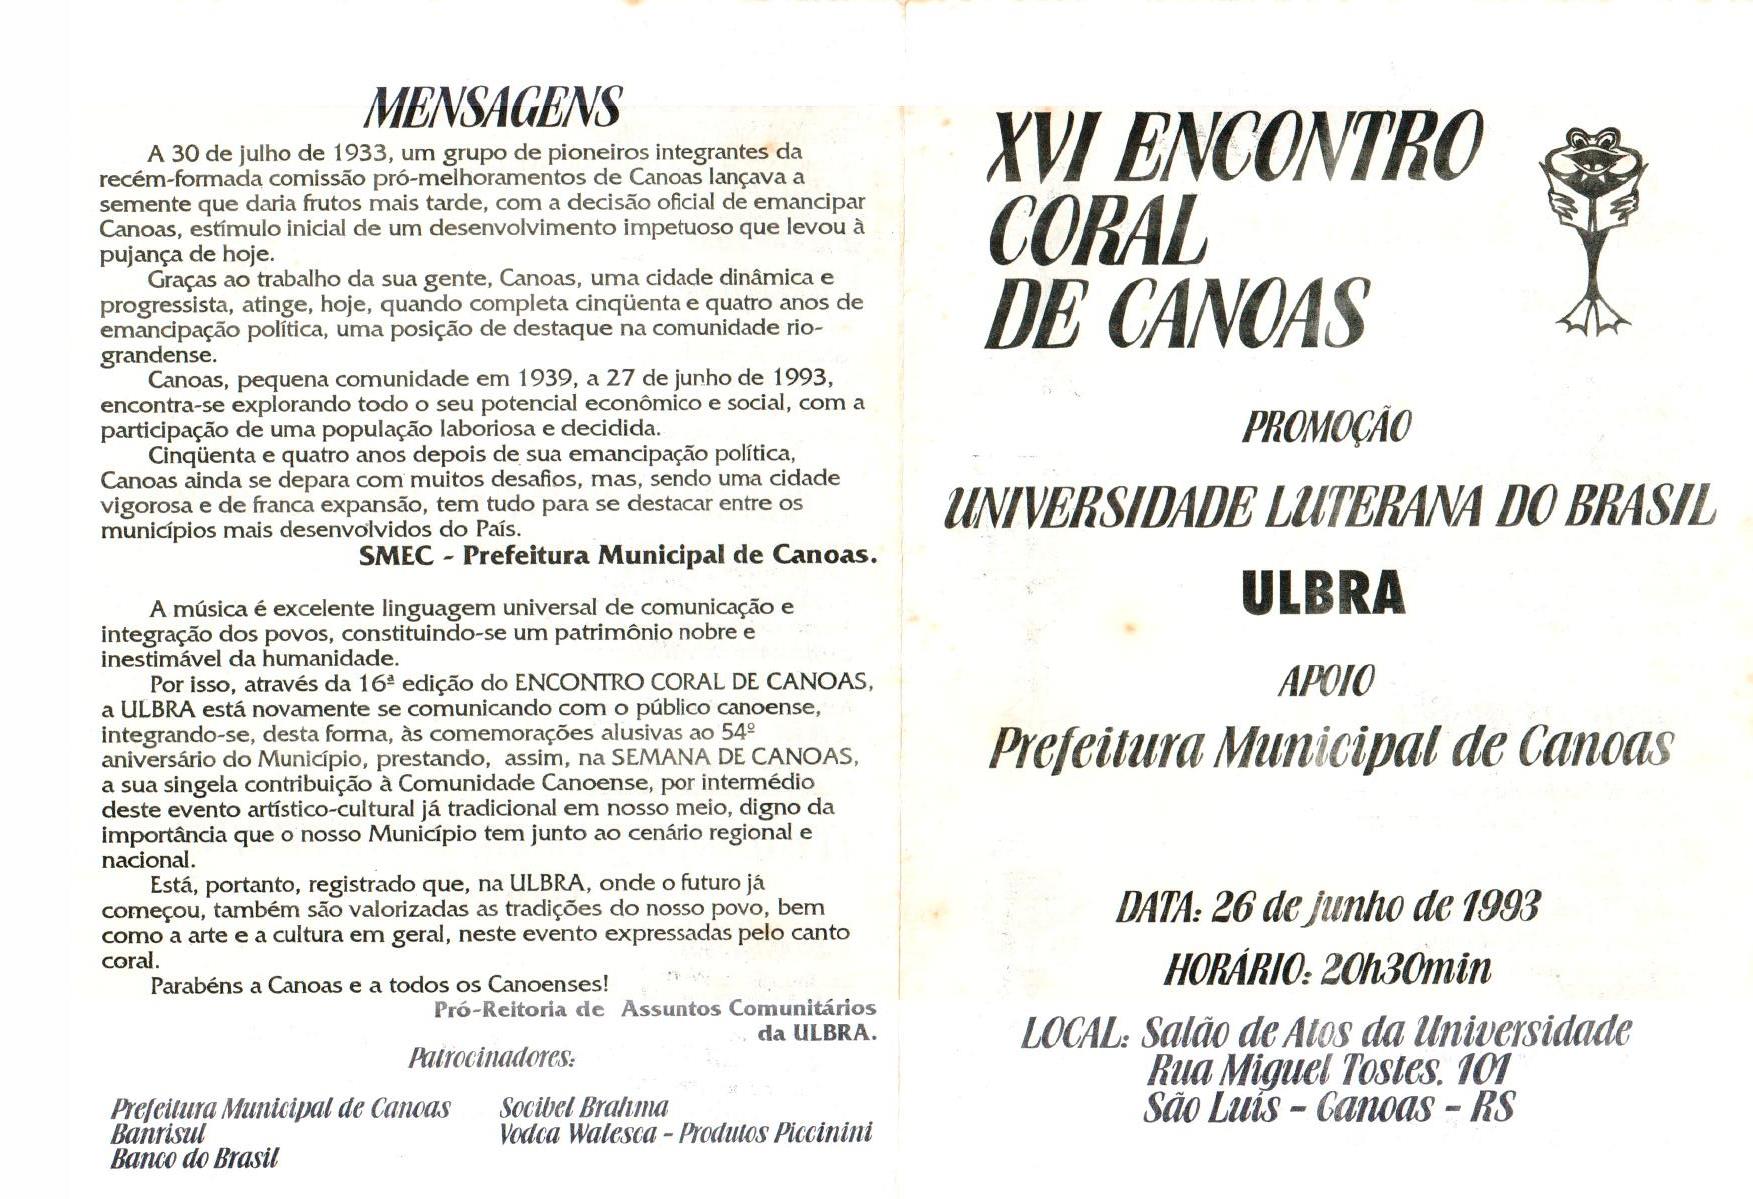 MENSAGENS
A 30 de julho de 1933, um grupo de pioneiros integrantes da
recém-formada comissão pró-melhoramentos de Canoas lançava a
semente que daria frutos mais tarde, com a decisão oficial de emancipar
Canoas, estímulo inicial de um desenvolvimento impetuoso que levou à
pujança de hoje.
Graças ao trabalho da sua gente, Canoas, uma cidade dinâmica e
progressista, atinge, hoje, quando completa cinqüenta e quatro anos de
emancipação política, uma posição de destaque na comunidade rio-
grandense.
Canoas, pequena comunidade em 1939, a 27 de junho de 1993,
encontra-se explorando todo o seu potencial econômico e social, com a
participação de uma população laboriosa e decidida.
Cinqüenta e quatro anos depois de sua emancipação política,
Canoas ainda se depara com muitos desafios, mas, sendo uma cidade
vigorosa e de franca expansão, tem tudo para se destacar entre os
municípios mais desenvolvidos do País.
SMEC - Prefeitura Municipal de Canoas.
A música é excelente linguagem universal de comunicação e
integração dos povos, constituindo-se um patrimônio nobre e
inestimável da humanidade.
Por isso, através da 16ª edição do ENCONTRO CORAL DE CANOAS,
a ULBRA está novamente se comunicando com o público canoense,
integrando-se, desta forma, às comemorações alusivas ao 54º
aniversário do Município, prestando, assim, na SEMANA DE CANOAS,
a sua singela contribuição à Comunidade Canoense, por intermédio
deste evento artístico-cultural já tradicional em nosso meio, digno da
importância que o nosso Município tem junto ao cenário regional e
nacional.
Está, portanto, registrado que, na ULBRA, onde o futuro já
começou, também são valorizadas as tradições do nosso povo, bem
como a arte e a cultura em geral, neste evento expressadas pelo canto
coral.
Parabéns a Canoas e a todos os Canoenses!
Pró-Reitoria de Assuntos Comunitários
da ULBRA.
Patrocinadores:
Prefeitura Municipal de Canoas
Banrisul
Banco do Brasil
Socibel Brahma
Vodca Walesca - Produtos Piccinini
XVI ENCONTRO
CORAL
DE CANOAS
PROMOÇÃO
UNIVERSIDADE LUTERANA DO BRASIL
ULBRA
APOIO
Prefeitura Municipal de Canoas
DATA: 26 de junho de 1993
HORÁRIO: 20h30min
LOCAL: Salão de Atos da Universidade
Rua Miguel Tostes, 101
São Luís - Canoas - RS